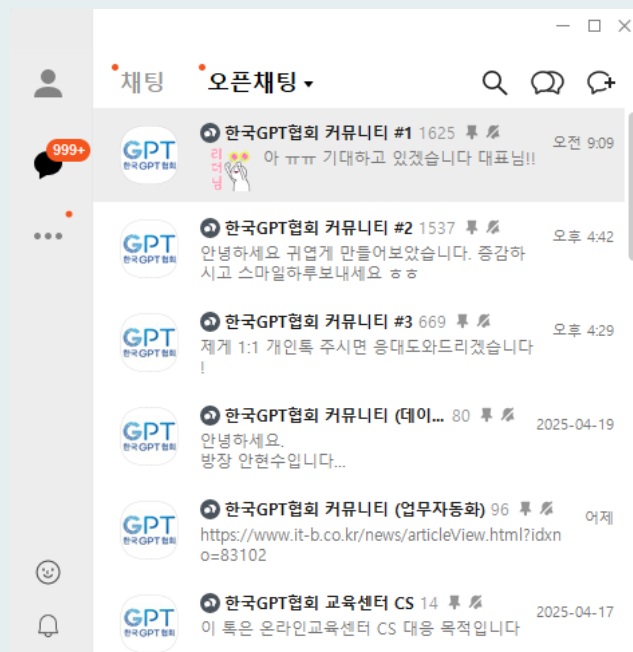 채팅 오픈채팅
999+
GPT
한국GPT협회
한국GPT협회 커뮤니티 #1 1625
오전 9:09
리더님
아 ㅠㅠ 기대하고 있겠습니다 대표님!!
GPT
한국GPT협회
한국GPT협회 커뮤니티 #2 1537
오후 4:42
안녕하세요 귀엽게 만들어보았습니다. 증감하
시고 스마일하루보내세요 ㅎㅎ
GPT
한국GPT협회
한국GPT협회 커뮤니티 #3 669
오후 4:29
제게 1:1 개인톡 주시면 응대도와드리겠습니다
!
GPT
한국GPT협회
한국GPT협회 커뮤니티 (데이... 80
2025-04-19
안녕하세요.
방장 안현수입니다...
GPT
한국GPT협회
한국GPT협회 커뮤니티 (업무자동화) 96
어제
https://www.it-b.co.kr/news/articleView.html?idxn
o=83102
GPT
한국GPT협회
한국GPT협회 교육센터 CS 14
2025-04-17
이 톡은 온라인교육센터 CS 대응 목적입니다